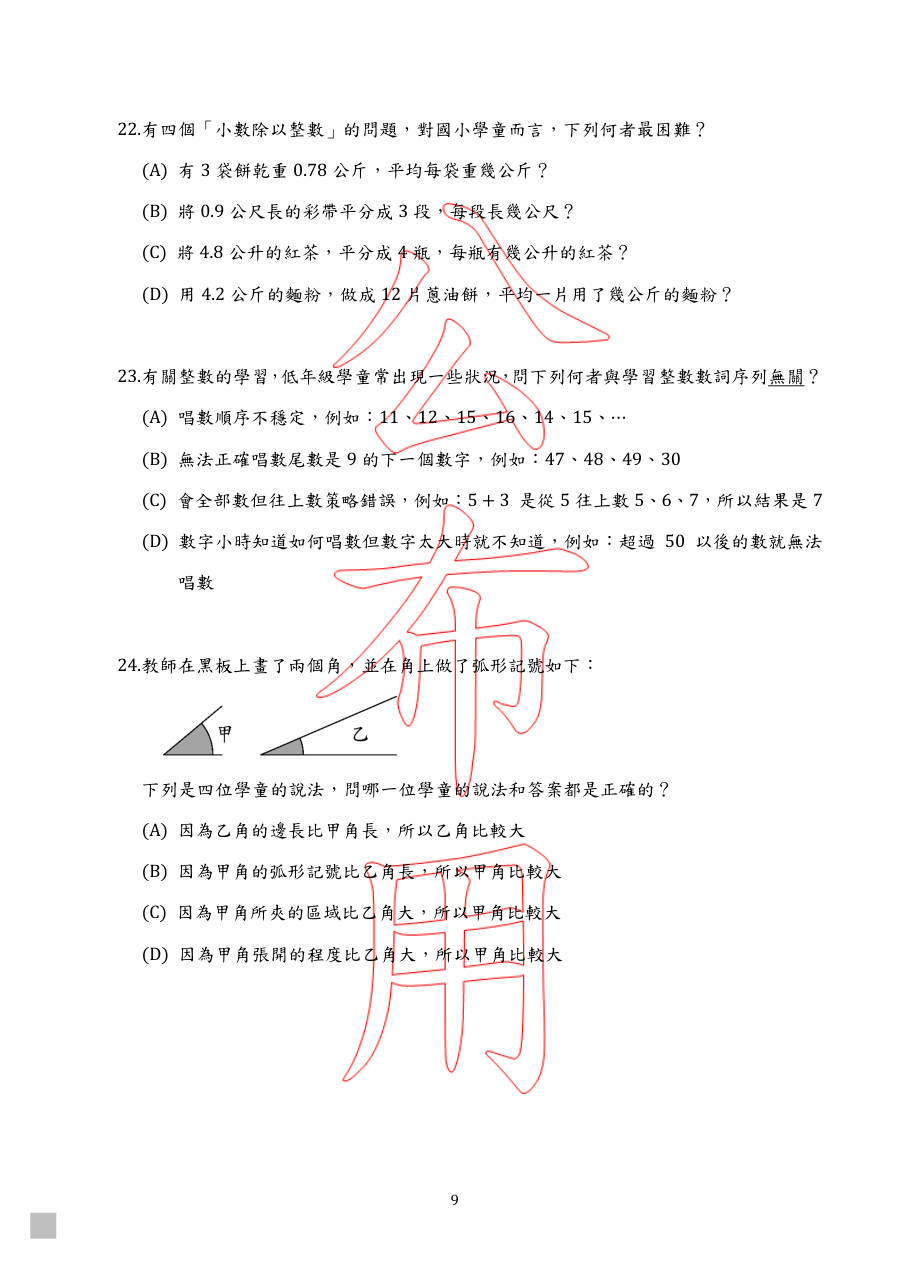 22.有四個「小數除以整數」的問題，對國小學童而言，下列何者最困難？
(A) 有 3 袋餅乾重 0.78 公斤，平均每袋重幾公斤？
(B) 將 0.9 公尺長的彩帶平分成 3 段，每段長幾公尺？
(C) 將 4.8 公升的紅茶，平分成 4 瓶，每瓶有幾公升的紅茶？
(D) 用 4.2 公斤的麵粉，做成 12 片蔥油餅，平均一片用了幾公斤的麵粉？
23.有關整數的學習，低年級學童常出現一些狀況，問下列何者與學習整數數詞序列無關？
(A) 唱數順序不穩定，例如：11、12、15、16、14、15、…
(B) 無法正確唱數尾數是 9 的下一個數字，例如：47、48、49、30
(C) 會全部數但往上數策略錯誤，例如：5＋3 是從 5 往上數 5、6、7，所以結果是 7
(D) 數字小時知道如何唱數但數字太大時就不知道，例如：超過 50 以後的數就無法
唱數
24.教師在黑板上畫了兩個角，並在角上做了弧形記號如下：
甲 乙
下列是四位學童的說法，問哪一位學童的說法和答案都是正確的？
(A) 因為乙角的邊長比甲角長，所以乙角比較大
(B) 因為甲角的弧形記號比乙角長，所以甲角比較大
(C) 因為甲角所夾的區域比乙角大，所以甲角比較大
(D) 因為甲角張開的程度比乙角大，所以甲角比較大
公布用
9